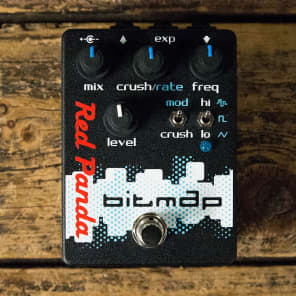 exp
mix
crush/rate
freq
mod
hi
level
crush
lo
Red Panda
bitmap